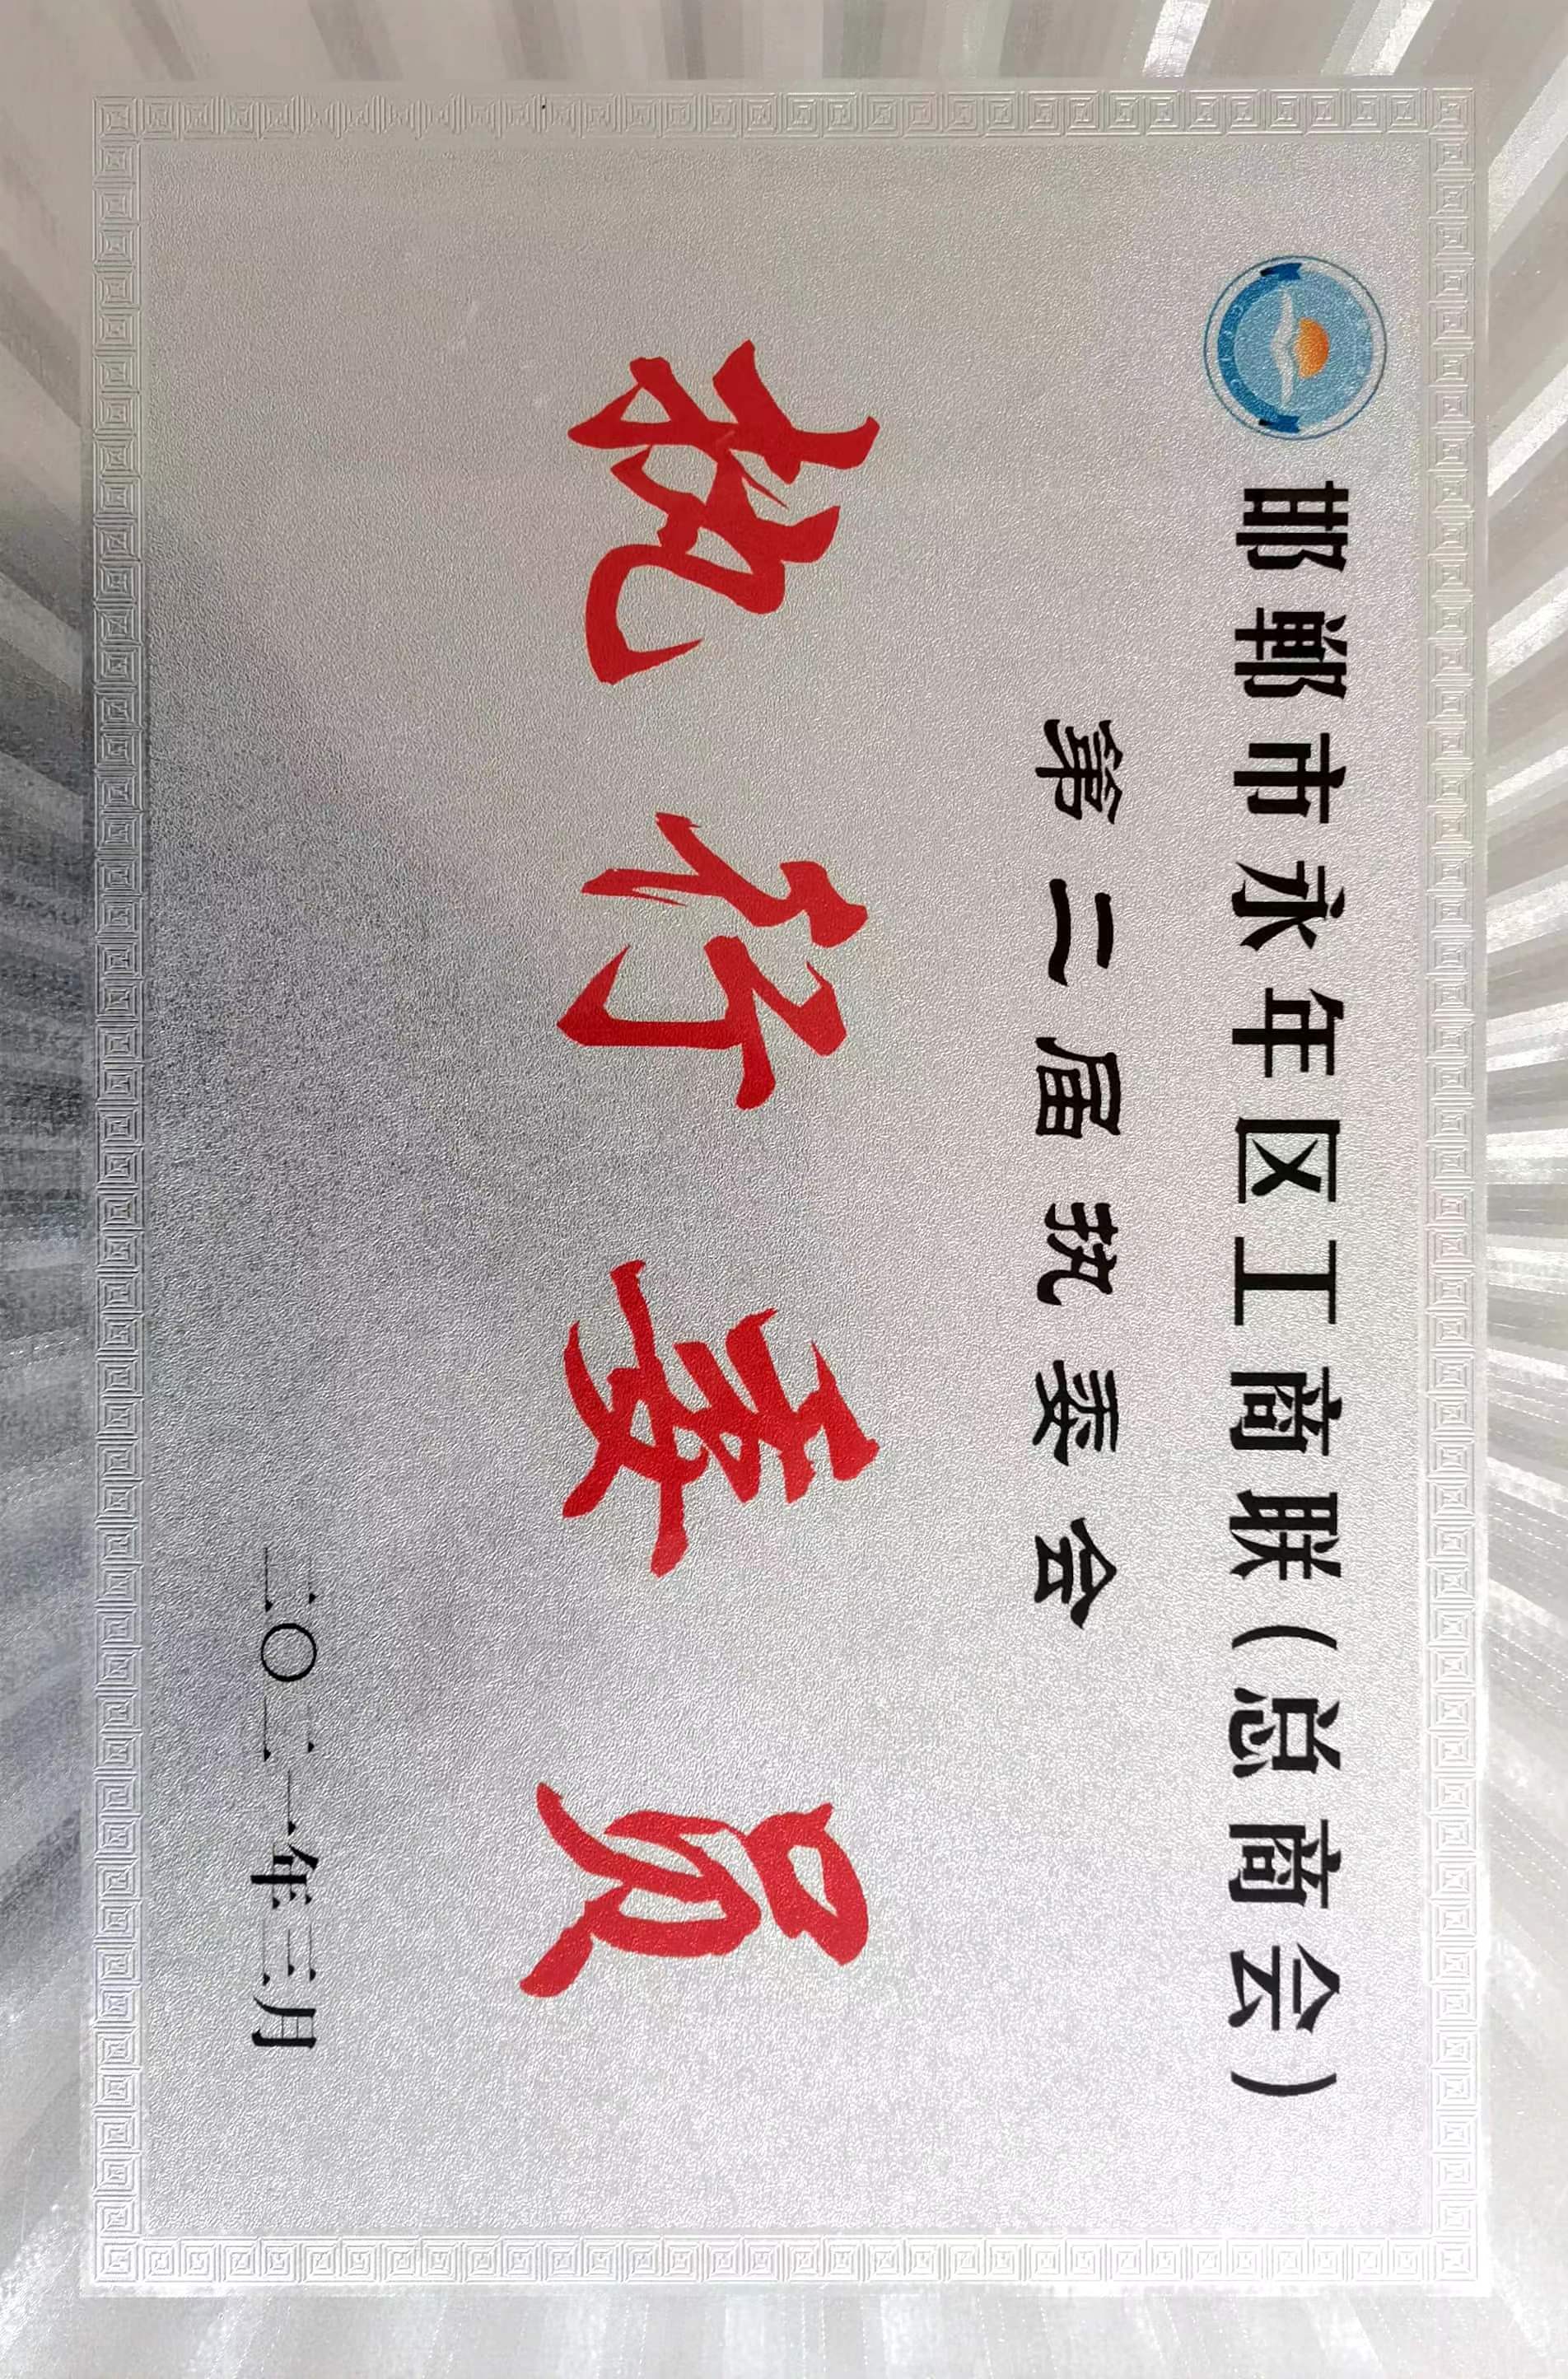 邯郸市永年区工商联(总商会)
第二届执委会
执行委员
二〇二一年三月